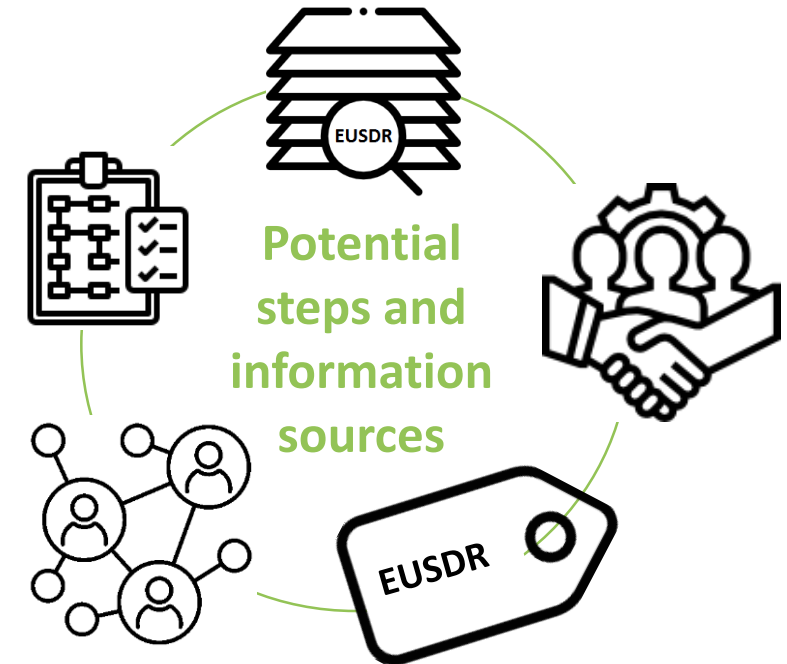 EUSDR
Potential
steps and
information
sources
EUSDR